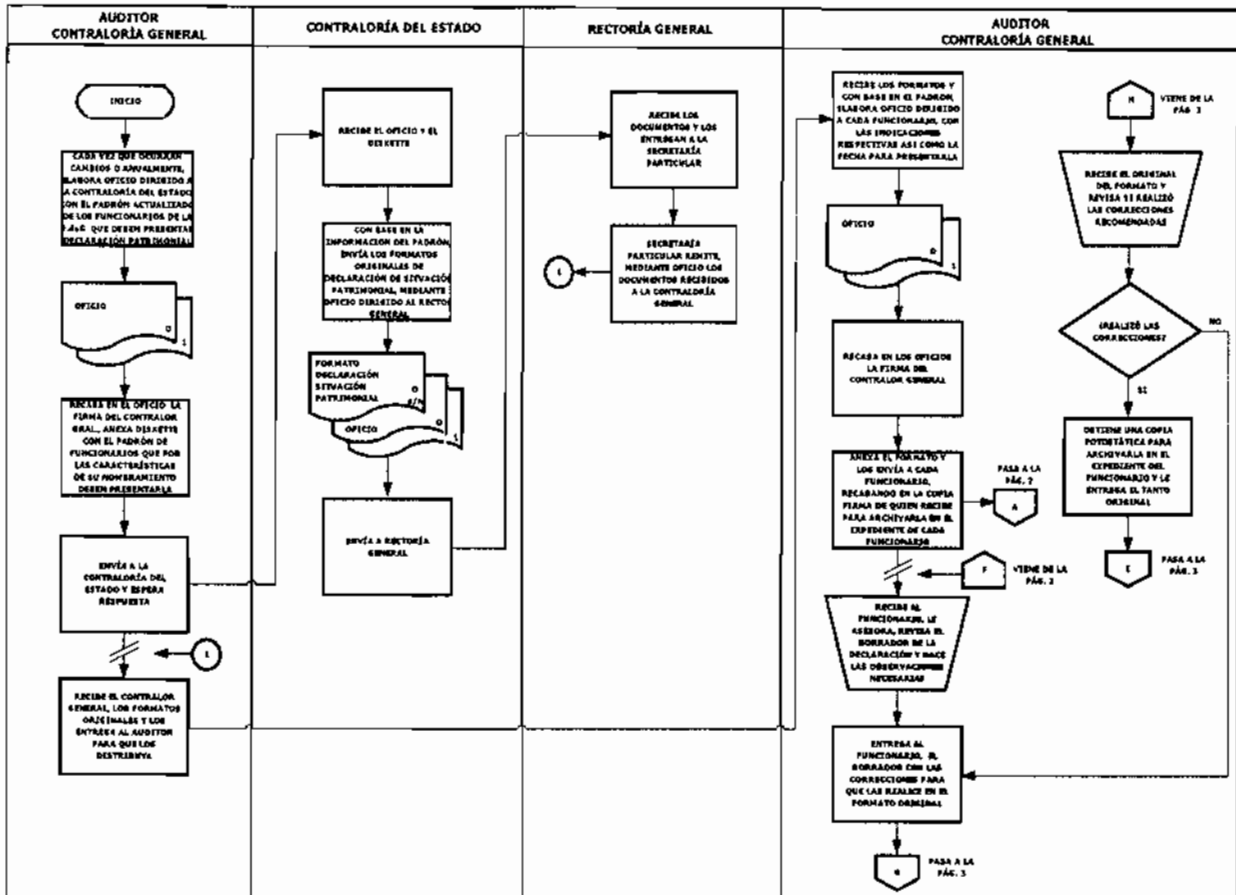 AUDITOR
CONTRALORÍA GENERAL
CONTRALORÍA DEL ESTADO
RECTORÍA GENERAL
AUDITOR
CONTRALORÍA GENERAL
INICIO
CADA VEZ QUE OCURRAN
CAMBIOS O ANUALMENTE,
ELABORA OFICIO DIRIGIDO A
LA CONTRALORÍA DEL ESTADO
CON EL PADRÓN ACTUALIZADO
DE LOS FUNCIONARIOS DE LA
QUE DEBEN PRESENTAR
DECLARACIÓN PATRIMONIAL
OFICIO
0
1
RECABA EN EL OFICIO LA
FIRMA DEL CONTRALOR
GRAL., ANEXA DISKETTE
CON EL PADRÓN DE
FUNCIONARIOS QUE POR
LAS CARACTERÍSTICAS
DE SU NOMBRAMIENTO
DEBEN PRESENTARLA
ENVÍA A LA
CONTRALORÍA DEL
ESTADO Y ESPERA
RESPUESTA
1
RECIBE EL CONTRALOR
GENERAL, LOS FORMATOS
ORIGINALES Y LOS
ENTREGA AL AUDITOR
PARA QUE LOS
DISTRIBUYA
RECIBE EL OFICIO Y EL
DISKETTE
CON BASE EN LA
INFORMACION DEL PADRÓN,
ENVÍA LOS FORMATOS
ORIGINALES DE
DECLARACIÓN DE SITUACIÓN
PATRIMONIAL, MEDIANTE
OFICIO DIRIGIDO AL RECTOR
GENERAL
FORMATO
DECLARACIÓN
SITUACIÓN
PATRIMONIAL
0
OFICIO
0
1
ENVÍA A RECTORÍA
GENERAL
RECIBE LOS
DOCUMENTOS Y LOS
ENTREGAN A LA
SECRETARÍA
PARTICULAR
SECRETARÍA
PARTICULAR REMITE,
MEDIANTE OFICIO LOS
DOCUMENTOS RECIBIDOS
A LA CONTRALORÍA
GENERAL
1
RECIBE LOS FORMATOS Y
CON BASE EN EL PADRÓN,
ELABORA OFICIO DIRIGIDO
A CADA FUNCIONARIO, CON
LAS INDICACIONES
RESPECTIVAS ASI COMO LA
FECHA PARA PRESENTARLA
OFICIO
0
1
RECABA EN LOS OFICIOS
LA FIRMA DEL
CONTRALOR GENERAL
ANEXA EL FORMATO Y
LOS ENVÍA A CADA
FUNCIONARIO,
RECABANDO EN LA COPIA
FIRMA DE QUIEN RECIBE
PARA ARCHIVARLA EN EL
EXPEDIENTE DE CADA
FUNCIONARIO
PASA A LA
PÁG. 2
A
F
VIENE DE LA
PÁG. 2
RECIBE AL
FUNCIONARIO, LE
ASESORA, REVISA EL
BORRADOR DE LA
DECLARACIÓN Y HACE
LAS OBSERVACIONES
NECESARIAS
ENTREGA AL
FUNCIONARIO, EL
BORRADOR CON LAS
CORRECCIONES PARA
QUE LAS REALICE EN EL
FORMATO ORIGINAL
PASA A LA
PÁG. 3
H
VIENE DE LA
RECIBE EL ORIGINAL
DEL FORMATO Y
REVISA SI REALIZÓ
LAS CORRECCIONES
RECOMENDADAS
¿REALIZÓ LAS
CORRECCIONES?
NO
SI
OBTIENE UNA COPIA
FOTOSTÁTICA PARA
ARCHIVARLA EN EL
EXPEDIENTE DEL
FUNCIONARIO Y LE
ENTREGA EL TANTO
ORIGINAL
PASA A LA
PÁG. 3